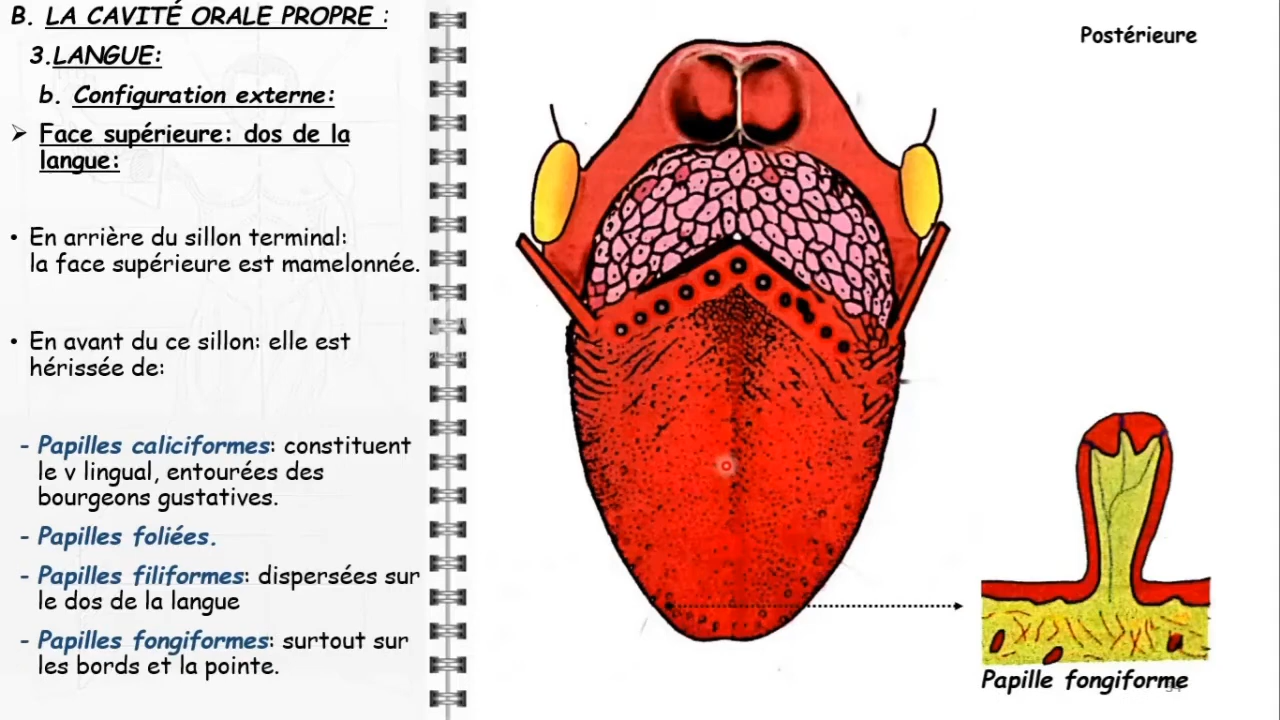 B. LA CAVITÉ ORALE PROPRE :
3.LANGUE:
b. Configuration externe:
➤ Face supérieure: dos de la
langue:
• En arrière du sillon terminal:
la face supérieure est mamelonnée.
• En avant du ce sillon: elle est
hérissée de:
- Papilles caliciformes: constituent
le v lingual, entourées des
bourgeons gustatives.
- Papilles foliées.
- Papilles filiformes: dispersées sur
le dos de la langue
- Papilles fongiformes: surtout sur
les bords et la pointe.
Postérieure
Papille fongiforme